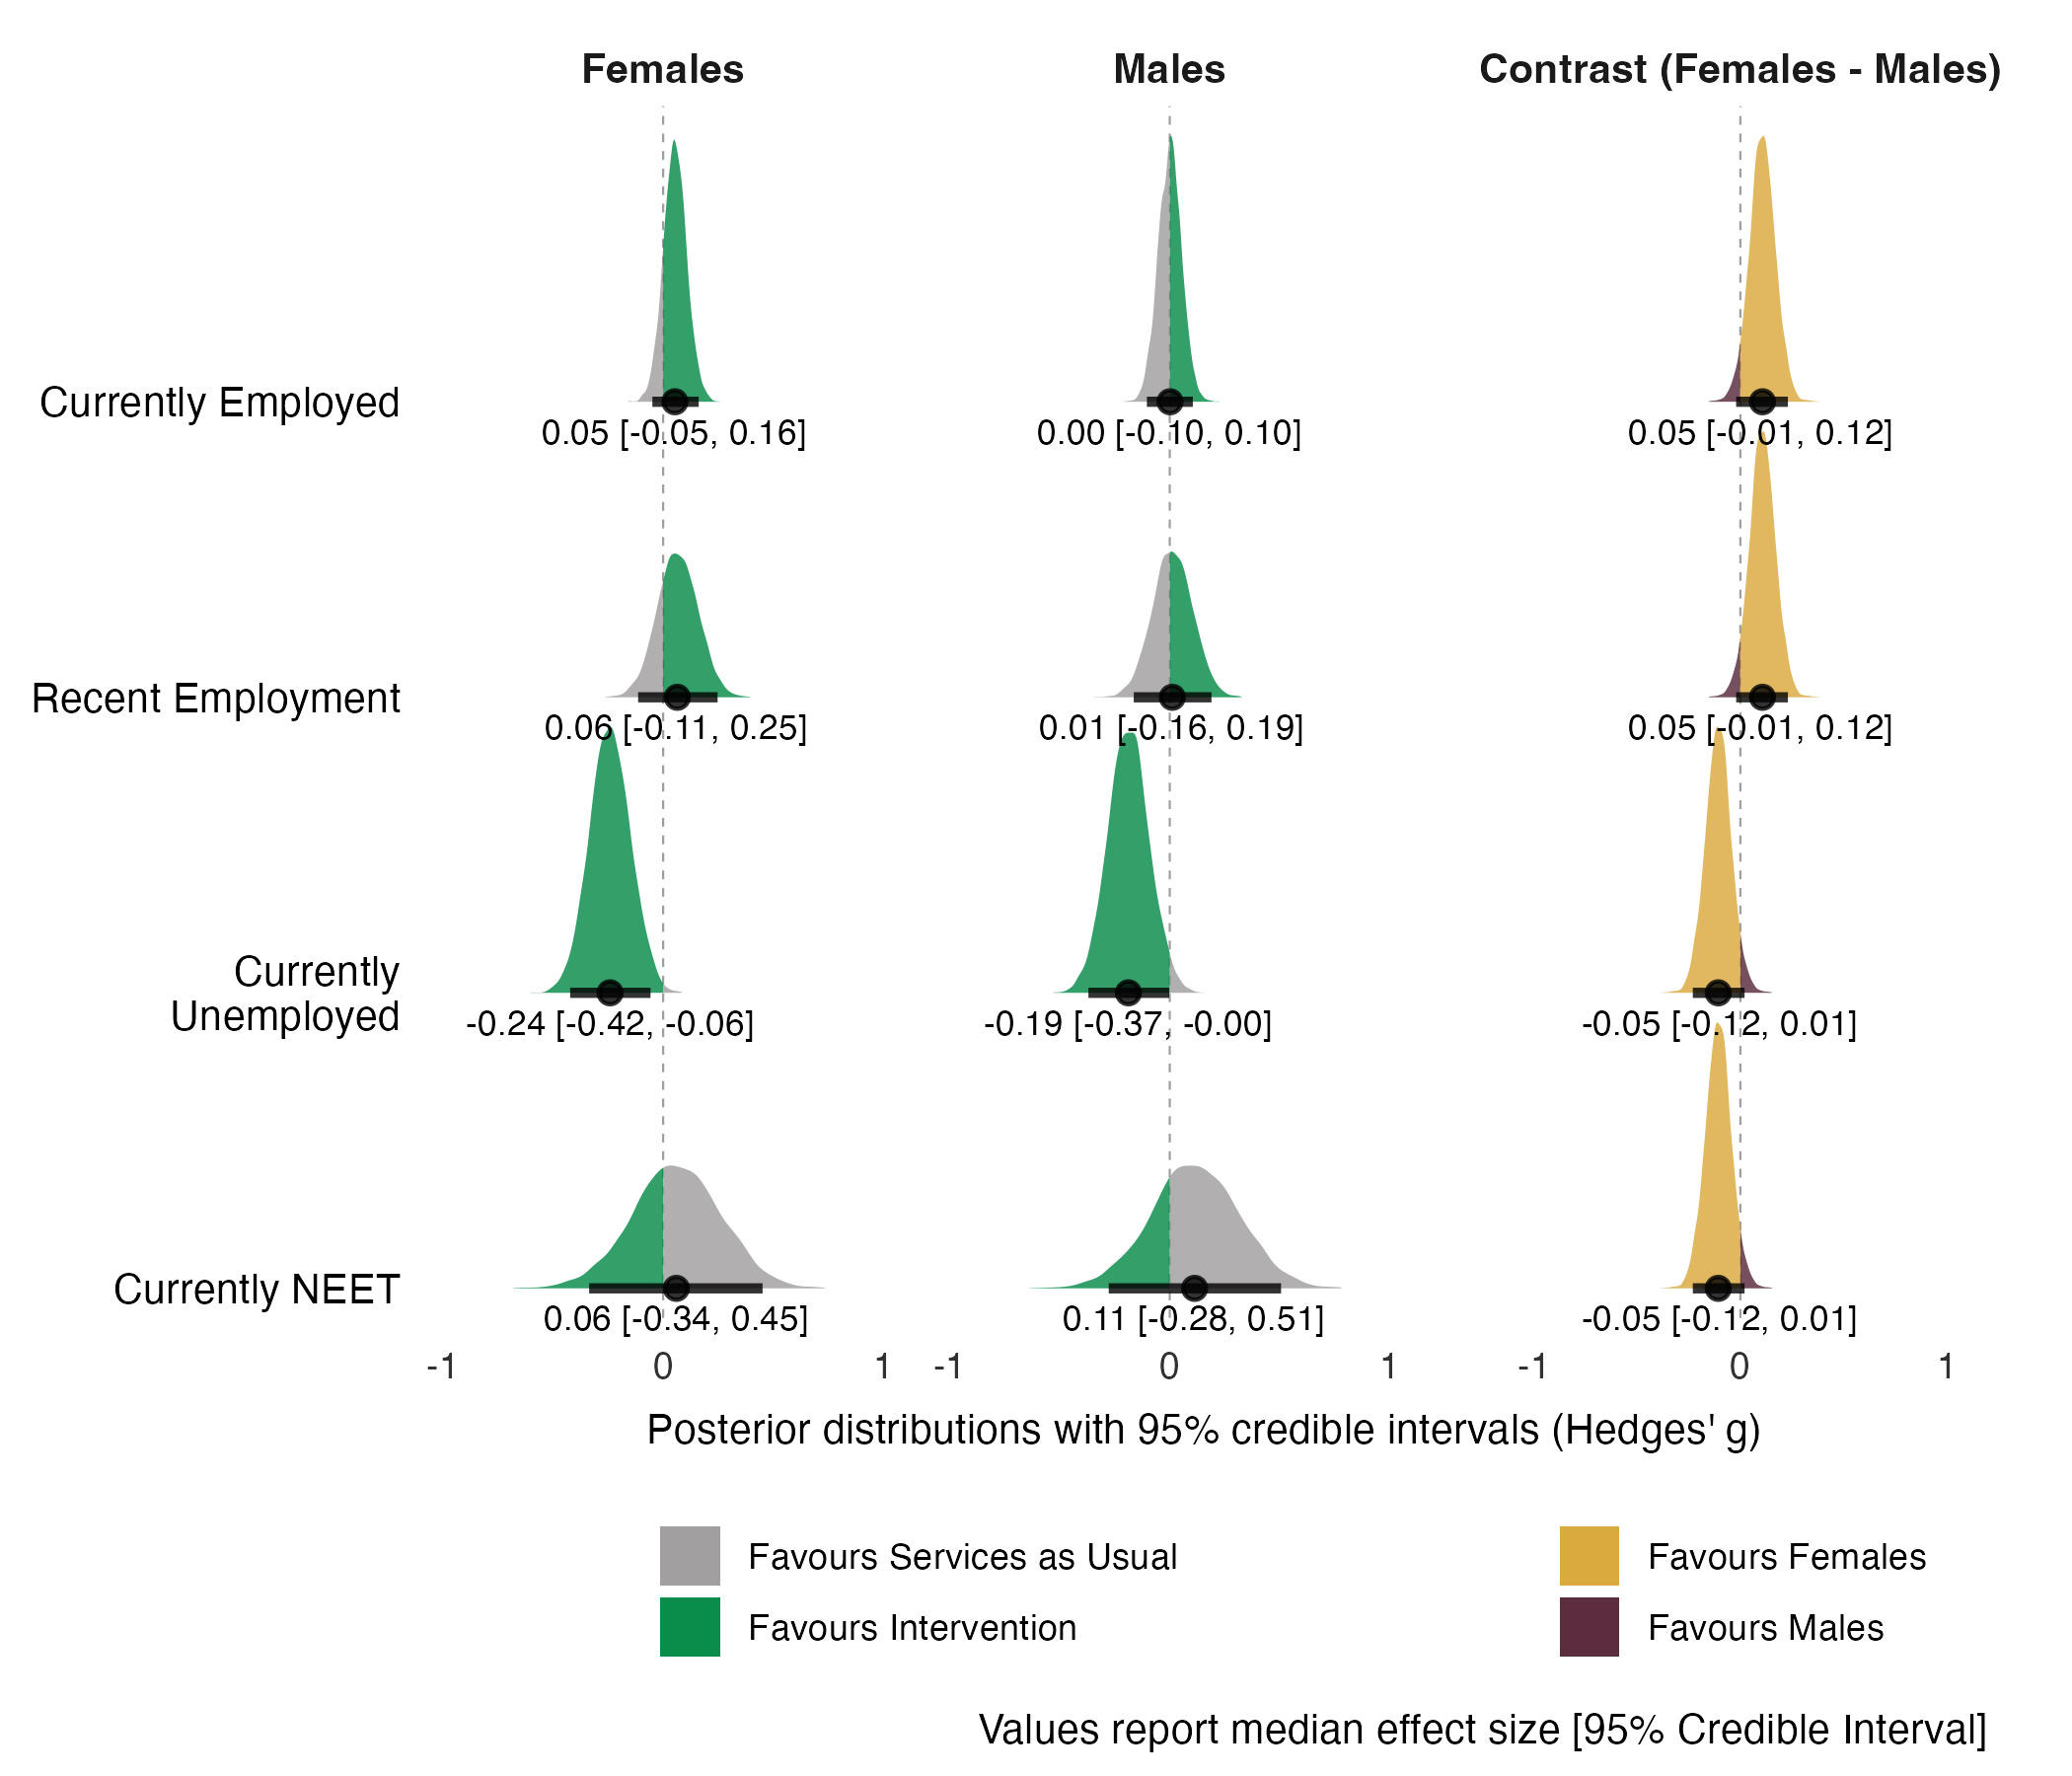 Females Males Contrast (Females - Males)
Currently Employed
0.05 [-0.05, 0.16] 0.00 [-0.10, 0.10] 0.05 [-0.01, 0.12]
Recent Employment
0.06 [-0.11, 0.25] 0.01 [-0.16, 0.19] 0.05 [-0.01, 0.12]
Currently
Unemployed
-0.24 [-0.42, -0.06] -0.19 [-0.37, -0.00] -0.05 [-0.12, 0.01]
Currently NEET
0.06 [-0.34, 0.45] 0.11 [-0.28, 0.51] -0.05 [-0.12, 0.01]
-1 0 1 -1 0 1 -1 0 1
Posterior distributions with 95% credible intervals (Hedges' g)
Favours Services as Usual Favours Females
Favours Intervention Favours Males
Values report median effect size [95% Credible Interval]